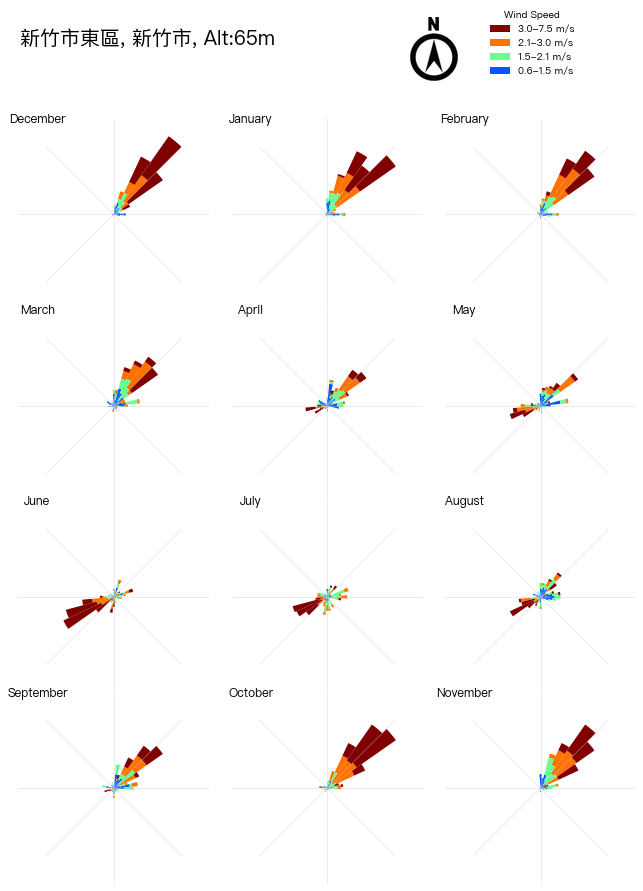 新竹市東區, 新竹市, Alt:65m
N
Wind Speed
3.0–7.5 m/s
2.1–3.0 m/s
1.5–2.1 m/s
0.6–1.5 m/s
December
January
February
March
April
May
June
July
August
September
October
November